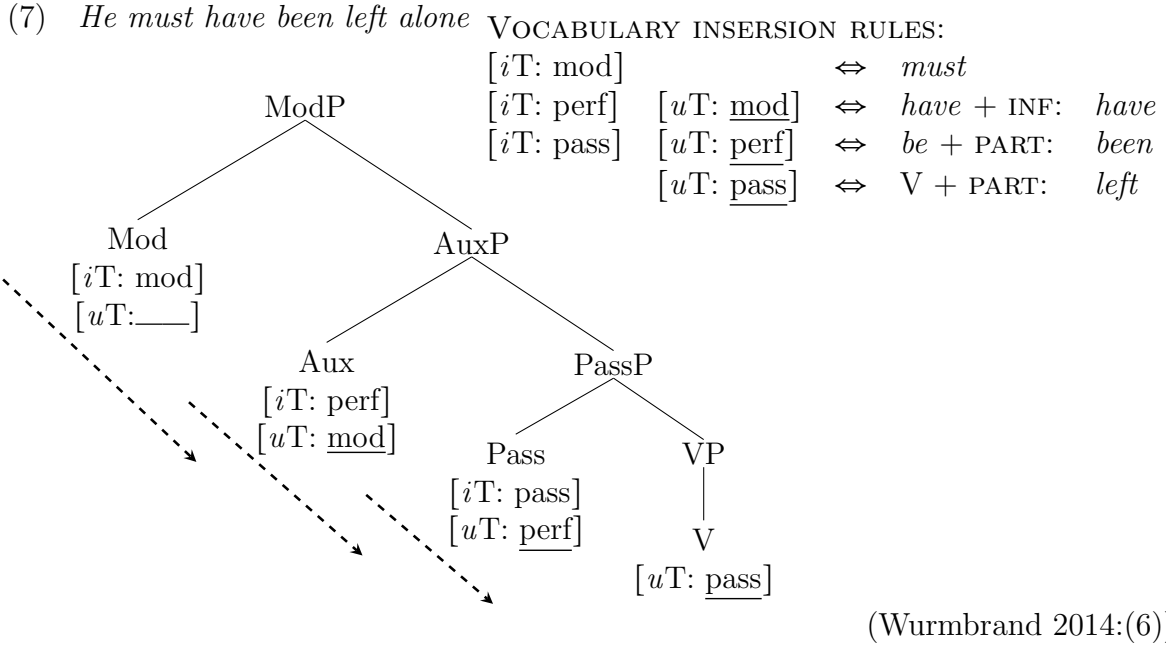 (7) He must have been left alone
VOCABULARY INSERSION RULES:
[iT: mod] ⇔ must
[iT: perf] [uT: mod] ⇔ have + INF: have
[iT: pass] [uT: perf] ⇔ be + PART: been
[uT: pass] ⇔ V + PART: left
ModP
Mod
[iT: mod]
[uT:___]
AuxP
Aux
[iT: perf]
[uT: mod]
PassP
Pass
[iT: pass]
[uT: perf]
VP
V
[uT: pass]
(Wurmbrand 2014:(6))